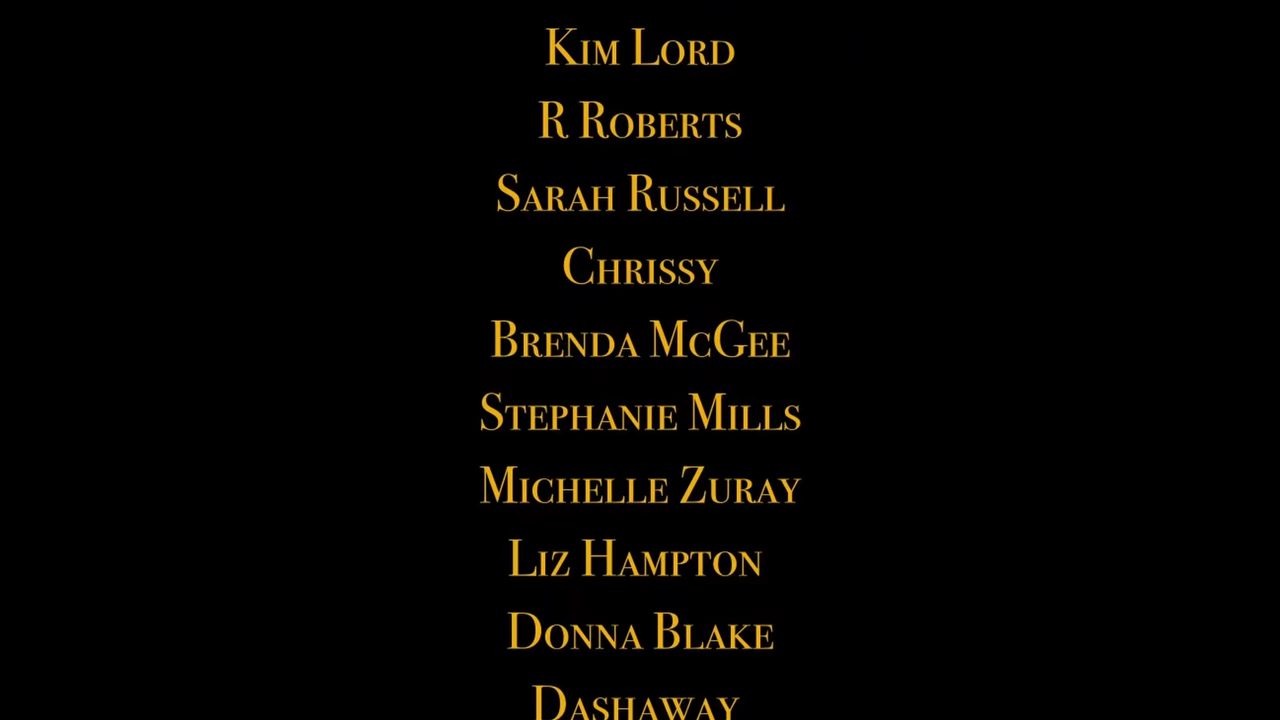 Kim Lord
R Roberts
Sarah Russell
Chrissy
Brenda McGee
Stephanie Mills
Michelle Zuray
Liz Hampton
Donna Blake
Dashaway